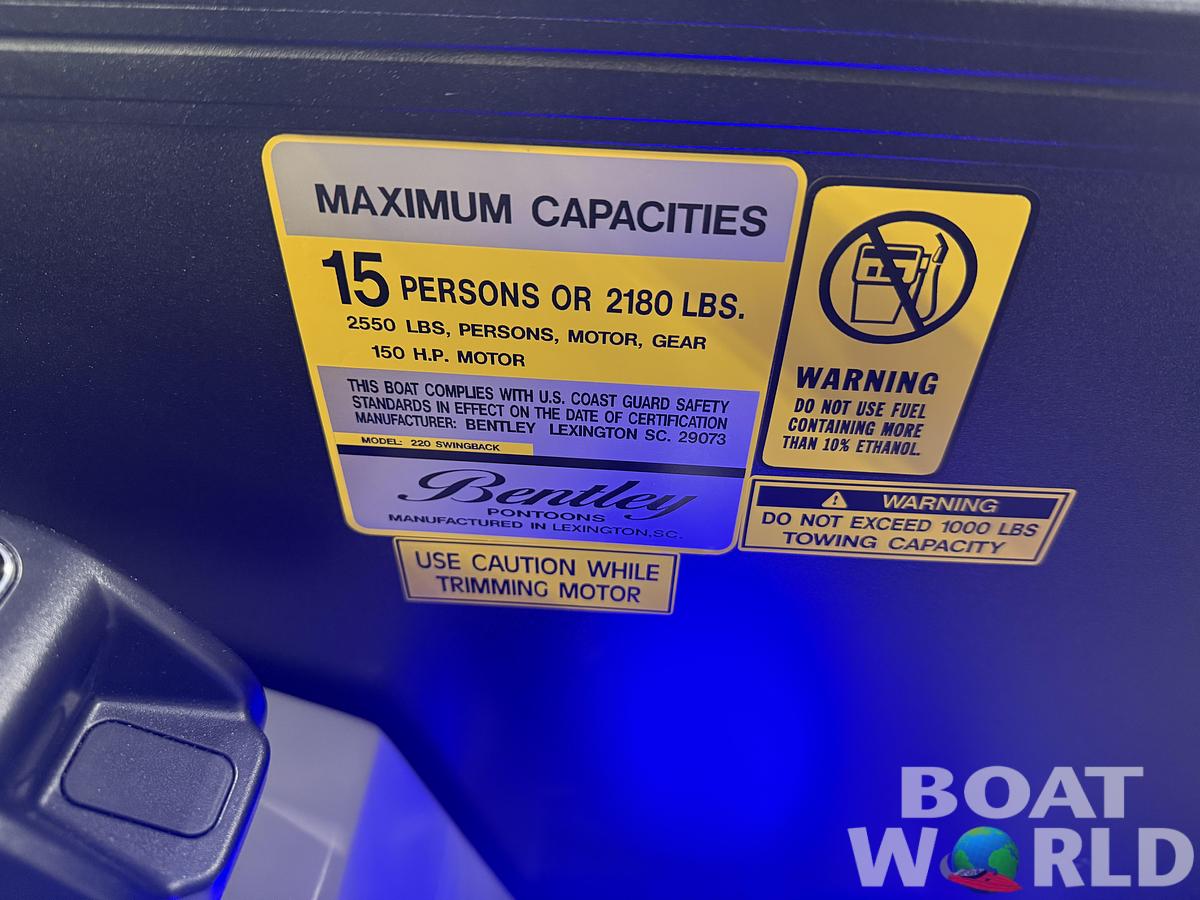 MAXIMUM CAPACITIES
15 PERSONS OR 2180 LBS.
2550 LBS, PERSONS, MOTOR, GEAR
150 H.P. MOTOR
THIS BOAT COMPLIES WITH U.S. COAST GUARD SAFETY
STANDARDS IN EFFECT ON THE DATE OF CERTIFICATION
MANUFACTURER: BENTLEY LEXINGTON SC. 29073
MODEL: 220 SWINGBACK
Bentley
PONTOONS
MANUFACTURED IN LEXINGTON,SC.
USE CAUTION WHILE
TRIMMING MOTOR
WARNING
DO NOT USE FUEL
CONTAINING MORE
THAN 10% ETHANOL.
WARNING
DO NOT EXCEED 1000 LBS
TOWING CAPACITY
BOAT
WORLD